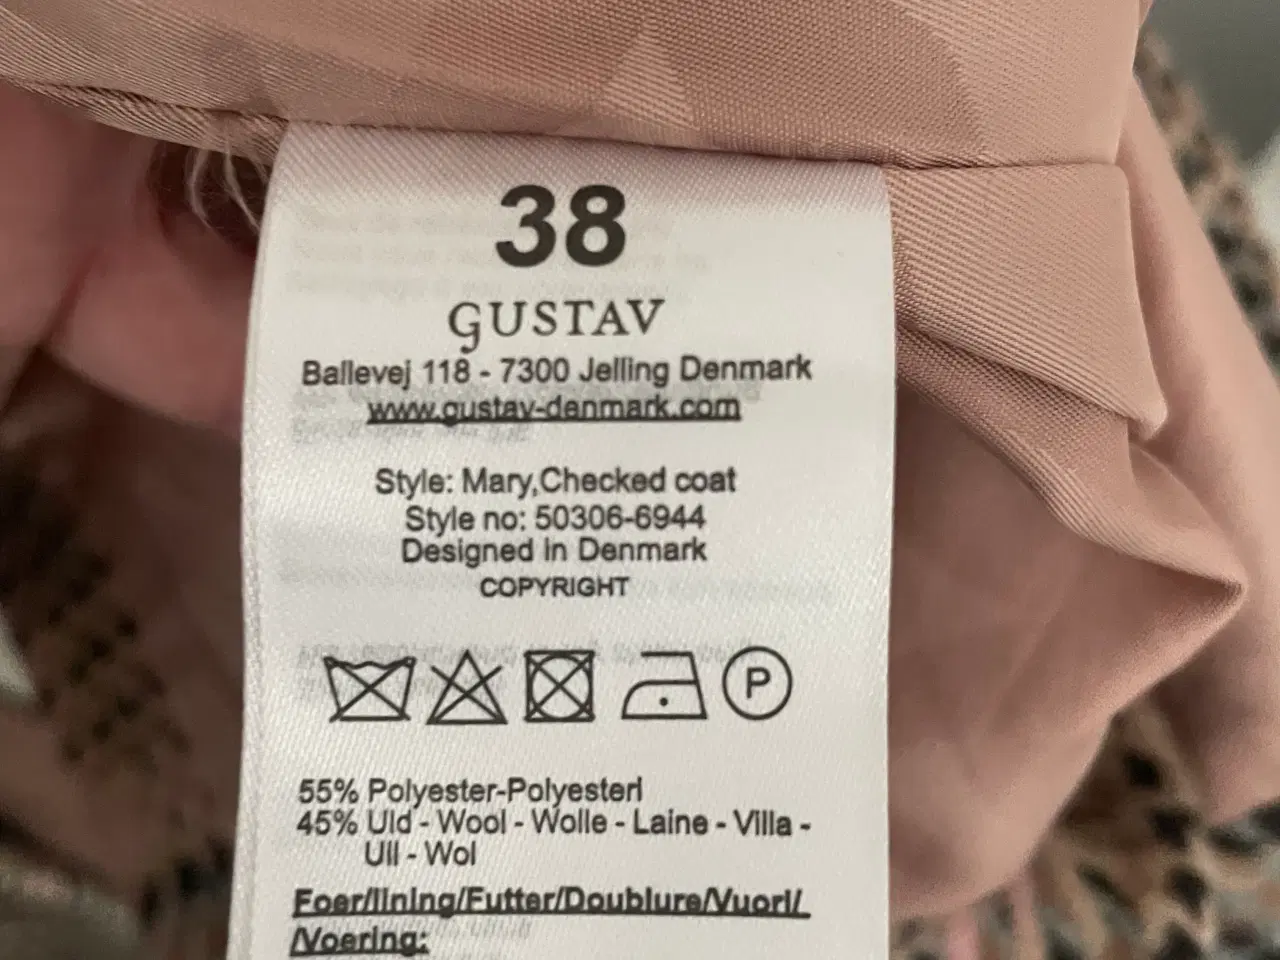 38
GUSTAV
Ballevej 118 - 7300 Jelling Denmark
www.gustav-denmark.com
Style: Mary,Checked coat
Style no: 50306-6944
Designed in Denmark
COPYRIGHT
P
55% Polyester-Polyesteri
45% Uld - Wool - Wolle - Laine - Villa -
Ull - Wol
Foer/lining/Futter/Doublure/Vuori/
/Voering: